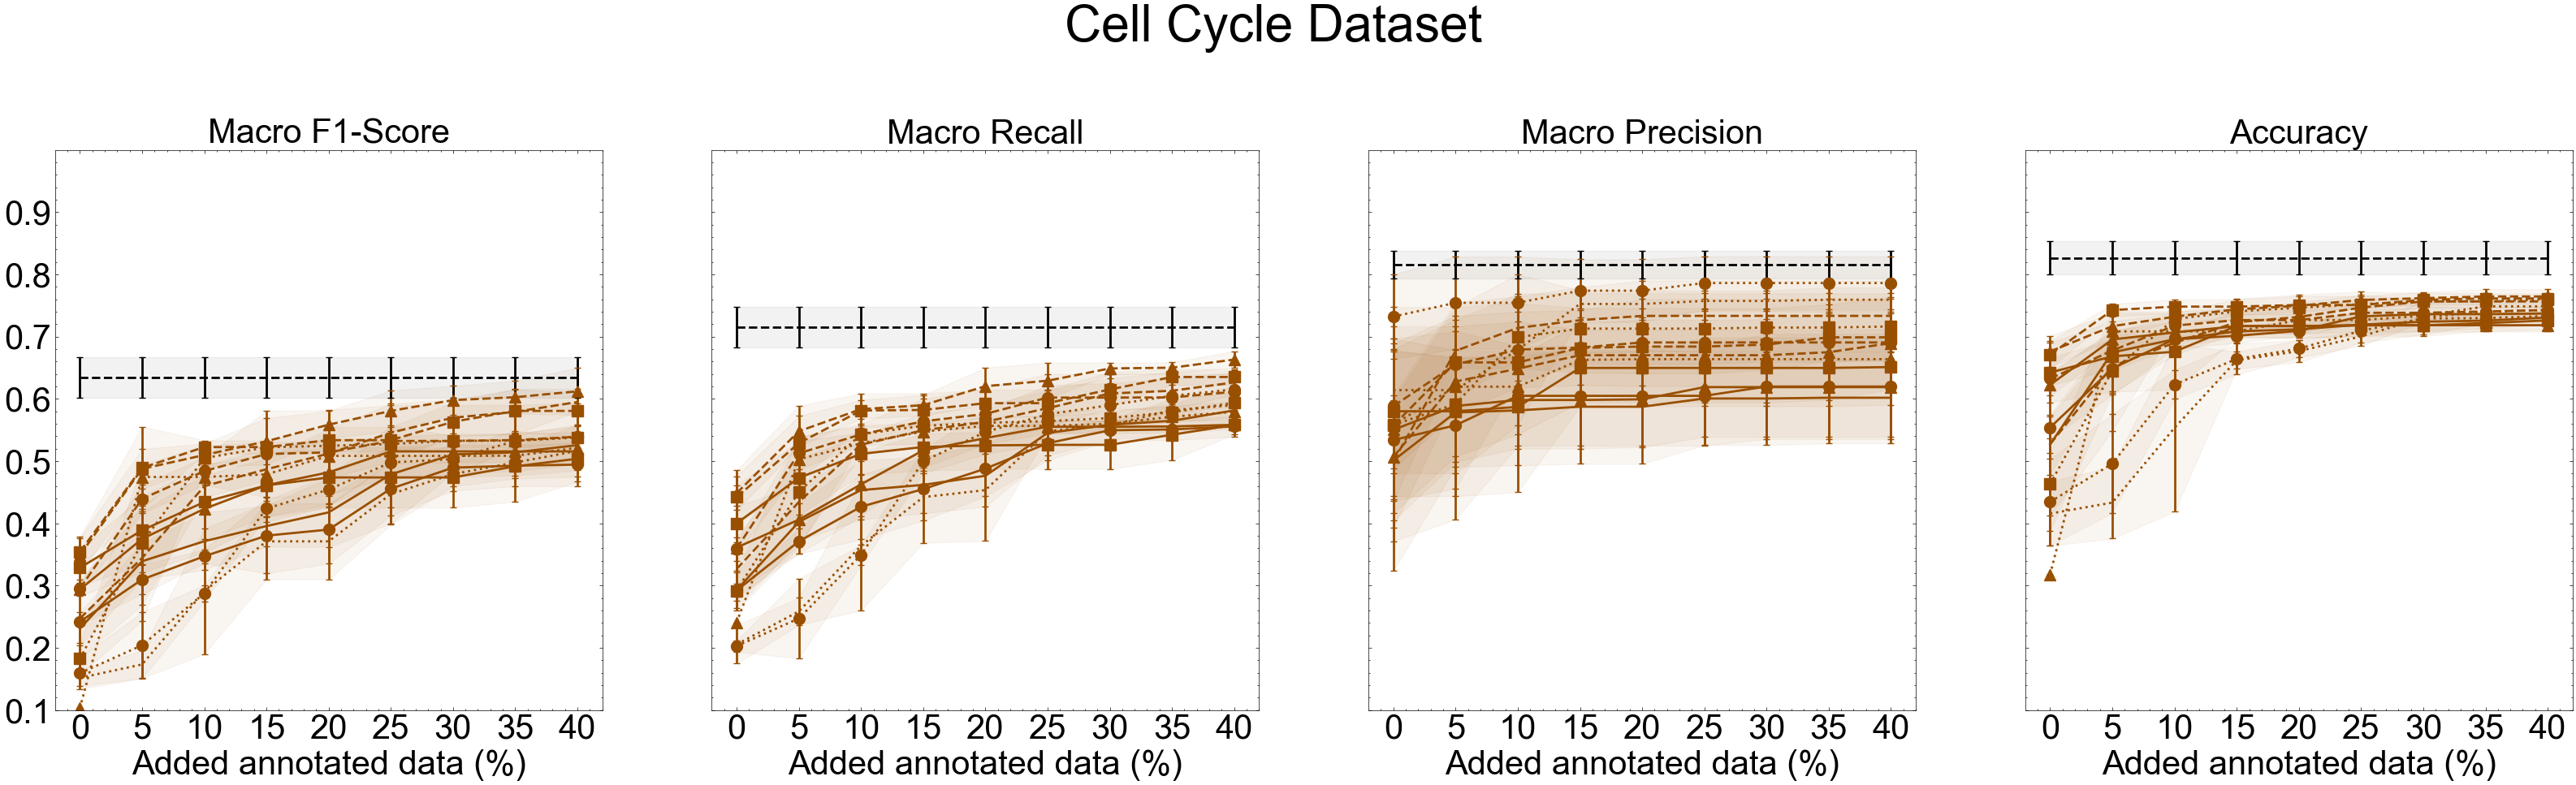 Cell Cycle Dataset
Macro F1-Score
Macro Recall
Macro Precision
Accuracy
0.9
0.8
0.7
0.6
0.5
0.4
0.3
0.2
0.1
0 5 10 15 20 25 30 35 40
0 5 10 15 20 25 30 35 40
0 5 10 15 20 25 30 35 40
0 5 10 15 20 25 30 35 40
Added annotated data (%)
Added annotated data (%)
Added annotated data (%)
Added annotated data (%)